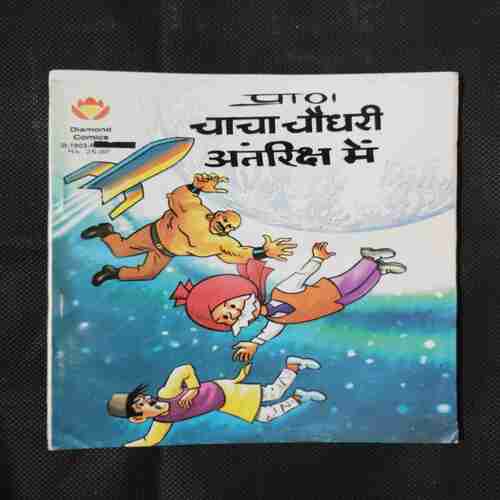 प्राण
चाचा चौधरी
अंतरिक्ष में
Diamond
Comics